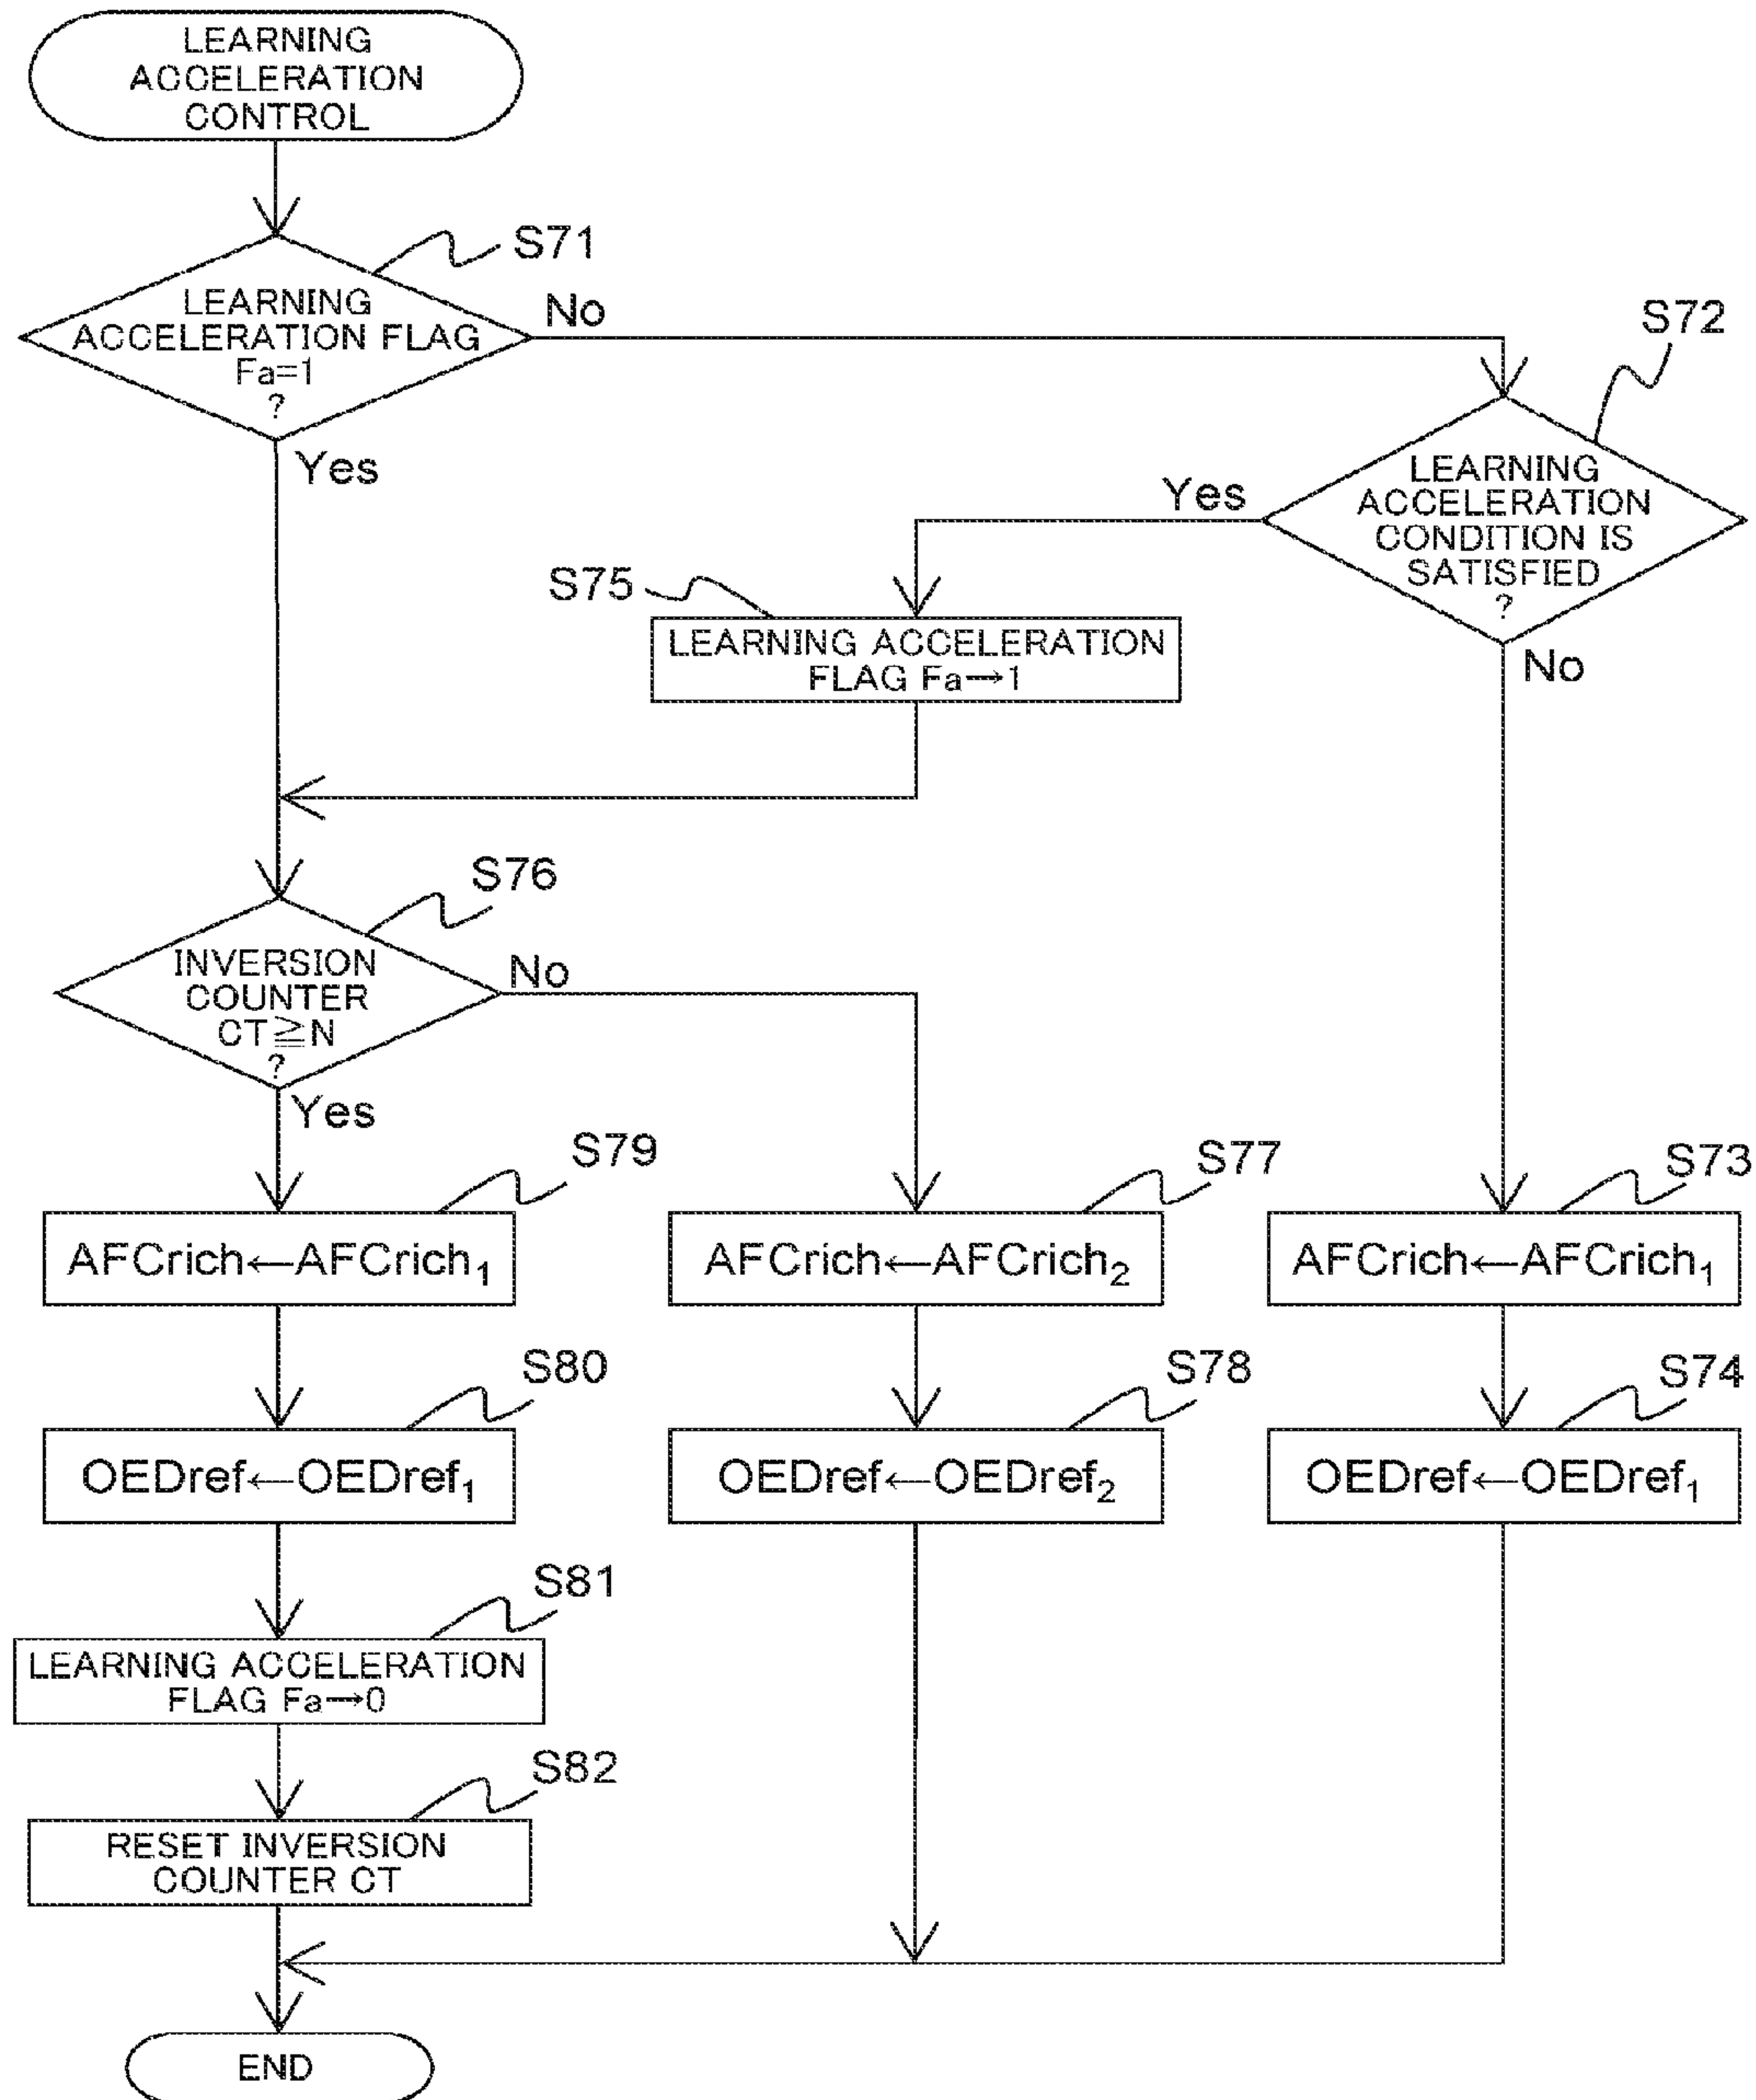 LEARNING
ACCELERATION
CONTROL
S71
LEARNING
ACCELERATION FLAG
Fa=1
?
No
Yes
S72
LEARNING
ACCELERATION
CONDITION IS
SATISFIED
?
Yes
No
S75
LEARNING ACCELERATION
FLAG Fa→1
S76
INVERSION
COUNTER
CT≧N
?
No
Yes
S79
AFCrich←AFCrich₁
S77
AFCrich←AFCrich₂
S73
AFCrich←AFCrich₁
S80
OEDref←OEDref₁
S78
OEDref←OEDref₂
S74
OEDref←OEDref₁
S81
LEARNING ACCELERATION
FLAG Fa→0
S82
RESET INVERSION
COUNTER CT
END